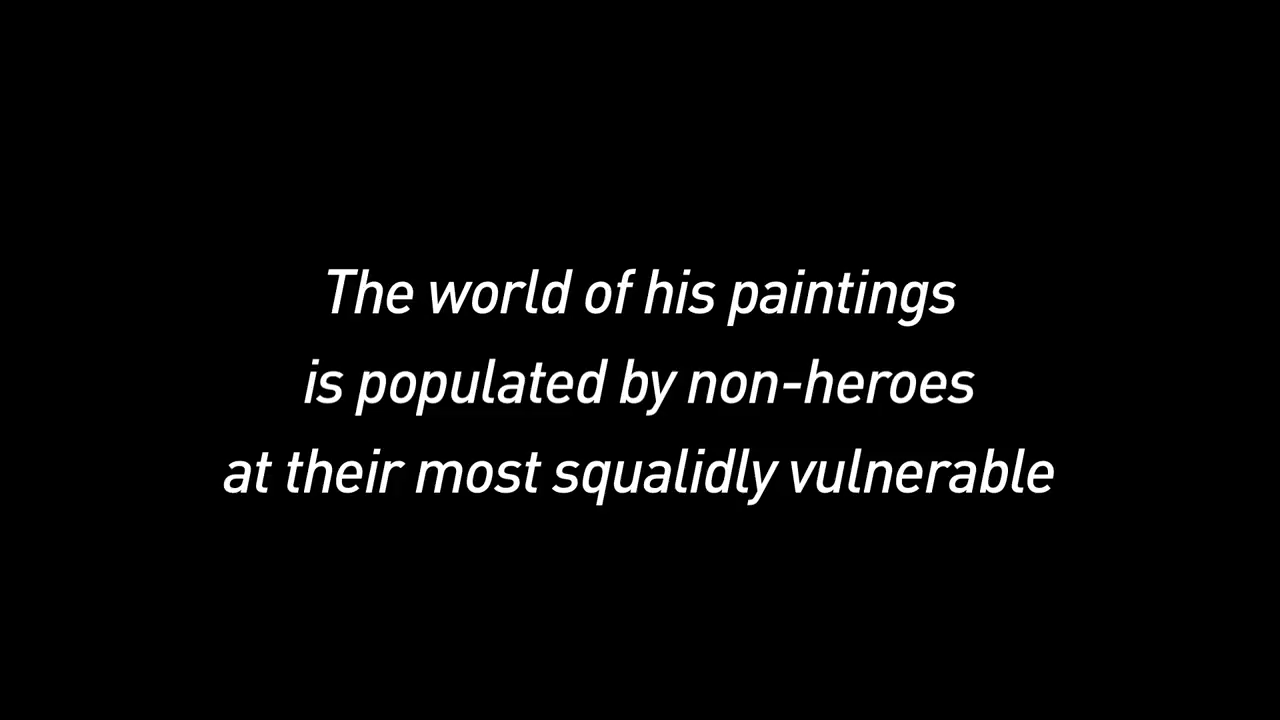 The world of his paintings
is populated by non-heroes
at their most squalidly vulnerable